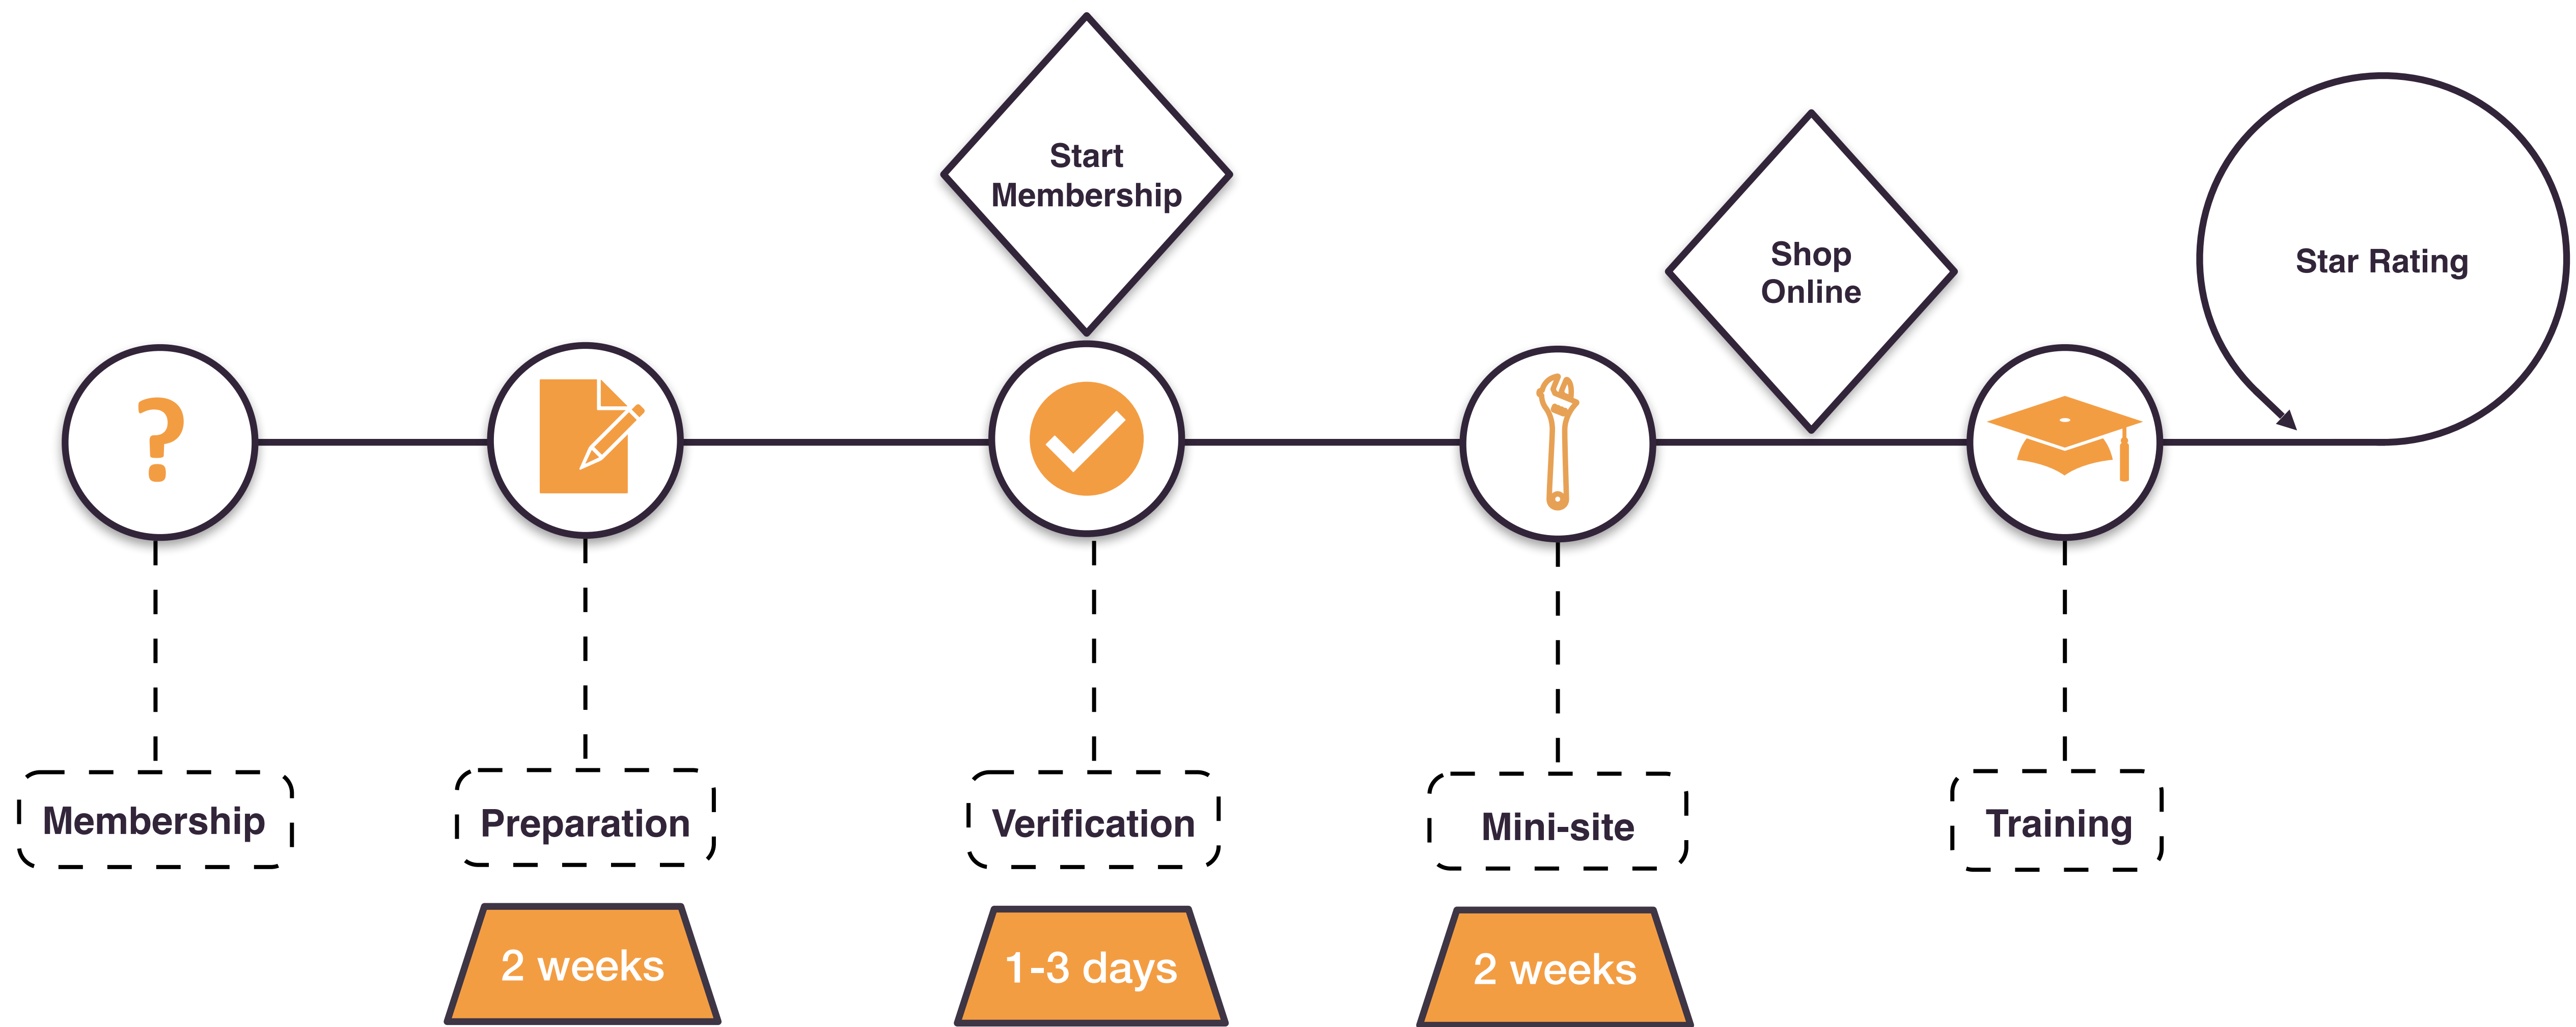 Start
Membership
Shop
Online
Star Rating
?
Membership
Preparation
Verification
Mini-site
Training
2 weeks
1-3 days
2 weeks